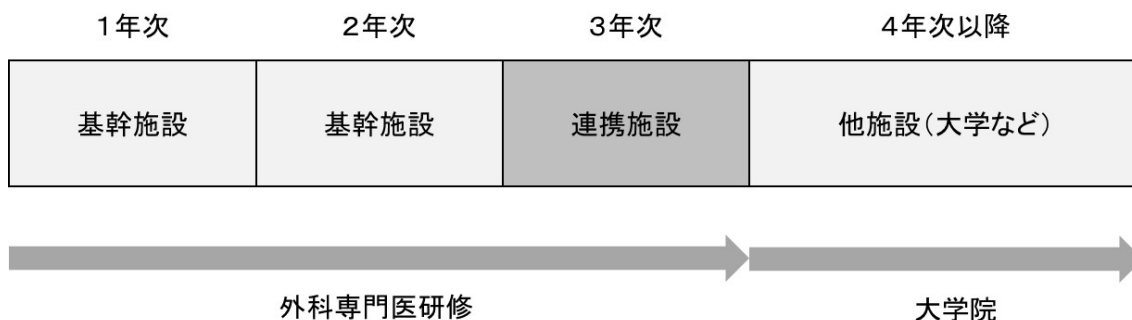 １年次
２年次
３年次
４年次以降
基幹施設
基幹施設
連携施設
他施設（大学など）
外科専門医研修
大学院